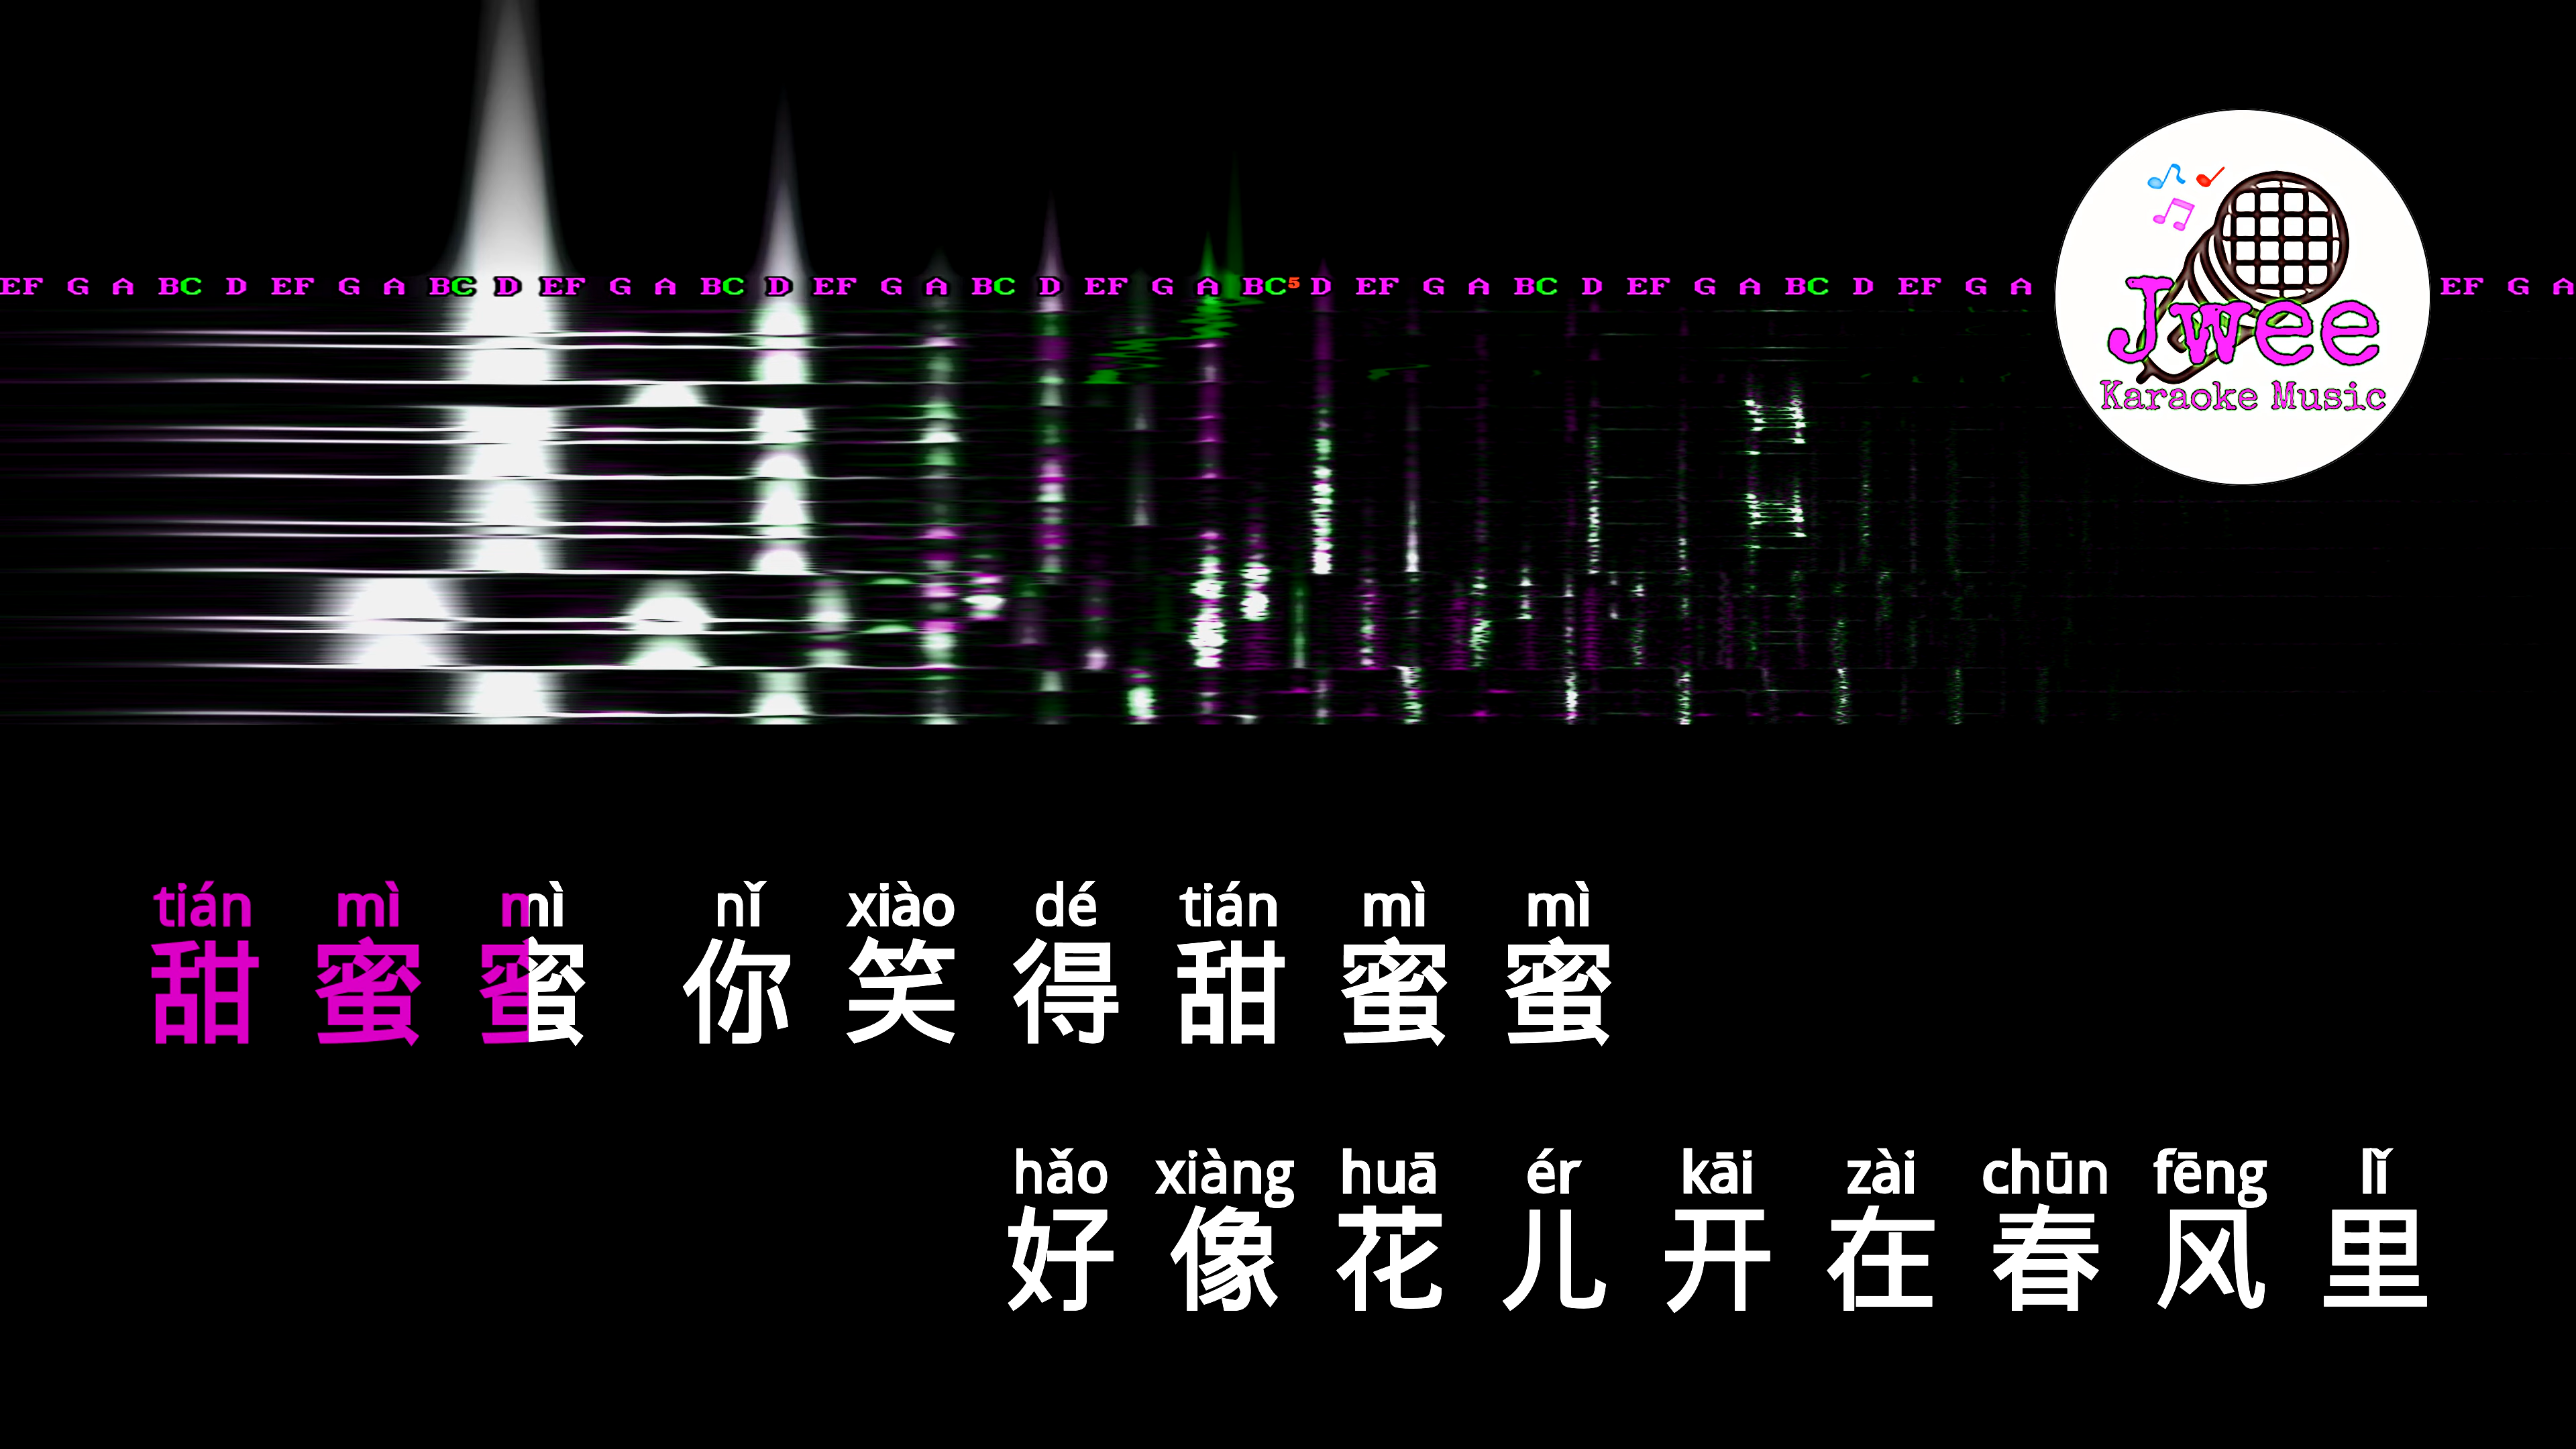 EF G A BC D EF G A BC D EF G A BC D EF G A BC D EF G A BC5 D EF G A BC D EF G A BC D EF G A EF G A
Jwee
Karaoke Music
tián mì mì nǐ xiào dé tián mì mì
甜 蜜 蜜 你 笑 得 甜 蜜 蜜
hǎo xiàng huā ér kāi zài chūn fēng lǐ
好 像 花 儿 开 在 春 风 里